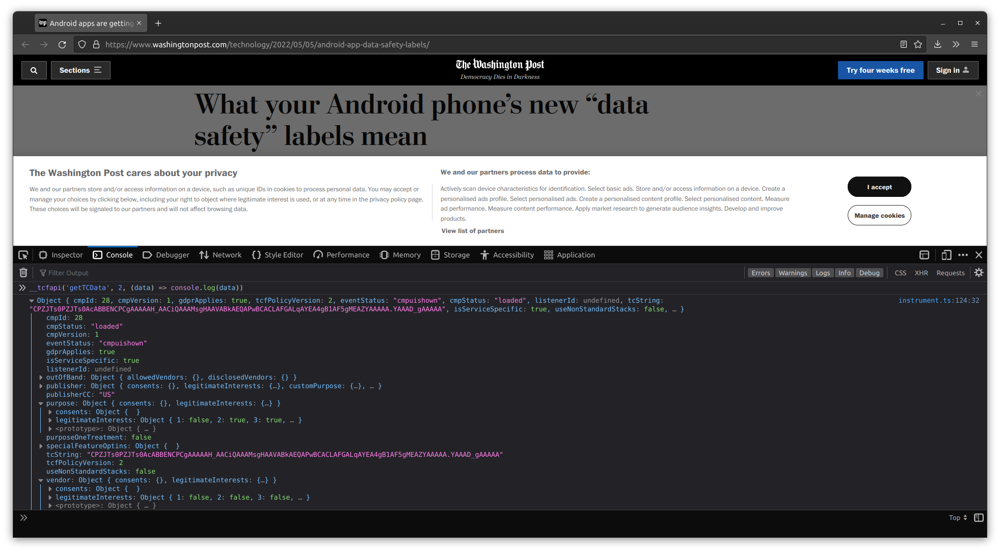 Android apps are getting
https://www.washingtonpost.com/technology/2022/05/05/android-app-data-safety-labels/
Sections
The Washington Post
Democracy Dies in Darkness
Try four weeks free
Sign in
What your Android phone’s new “data
safety” labels mean
The Washington Post cares about your privacy
We and our partners store and/or access information on a device, such as unique IDs in cookies to process personal data. You may accept or
manage your choices by clicking below, including your right to object where legitimate interest is used, or at any time in the privacy policy page.
These choices will be signaled to our partners and will not affect browsing data.
We and our partners process data to provide:
Actively scan device characteristics for identification. Select basic ads. Store and/or access information on a device. Create a
personalised ads profile. Select personalised ads. Create a personalised content profile. Select personalised content. Measure
ad performance. Measure content performance. Apply market research to generate audience insights. Develop and improve
products.
View list of partners
I accept
Manage cookies
Inspector Console Debugger Network Style Editor Performance Memory Storage Accessibility Application
Filter Output Errors Warnings Logs Info Debug CSS XHR Requests
__tcfapi('getTCData', 2, (data) => console.log(data))
Object { cmpId: 28, cmpVersion: 1, gdprApplies: true, tcfPolicyVersion: 2, eventStatus: "cmpuishown", cmpStatus: "loaded", listenerId: undefined, tcString: instrument.ts:124:32
"CPZJTs0PZJTs0AcABBENCPCgAAAAAH_AACiQAAAMsgHAAVABkAEQAPwBCACLAFGALqAYEA4gB1AF5gMEAZYAAAAA.YAAAD_gAAAAA", isServiceSpecific: true, useNonStandardStacks: false, … }
cmpId: 28
cmpStatus: "loaded"
cmpVersion: 1
eventStatus: "cmpuishown"
gdprApplies: true
isServiceSpecific: true
listenerId: undefined
outOfBand: Object { allowedVendors: {}, disclosedVendors: {} }
publisher: Object { consents: {}, legitimateInterests: {…}, customPurpose: {…}, … }
publisherCC: "US"
purpose: Object { consents: {}, legitimateInterests: {…} }
consents: Object {  }
legitimateInterests: Object { 1: false, 2: true, 3: true, … }
<prototype>: Object { … }
purposeOneTreatment: false
specialFeatureOptins: Object {  }
tcString: "CPZJTs0PZJTs0AcABBENCPCgAAAAAH_AACiQAAAMsgHAAVABkAEQAPwBCACLAFGALqAYEA4gB1AF5gMEAZYAAAAA.YAAAD_gAAAAA"
tcfPolicyVersion: 2
useNonStandardStacks: false
vendor: Object { consents: {}, legitimateInterests: {…} }
consents: Object {  }
legitimateInterests: Object { 1: false, 2: false, 3: false, … }
<prototype>: Object { … }
Top